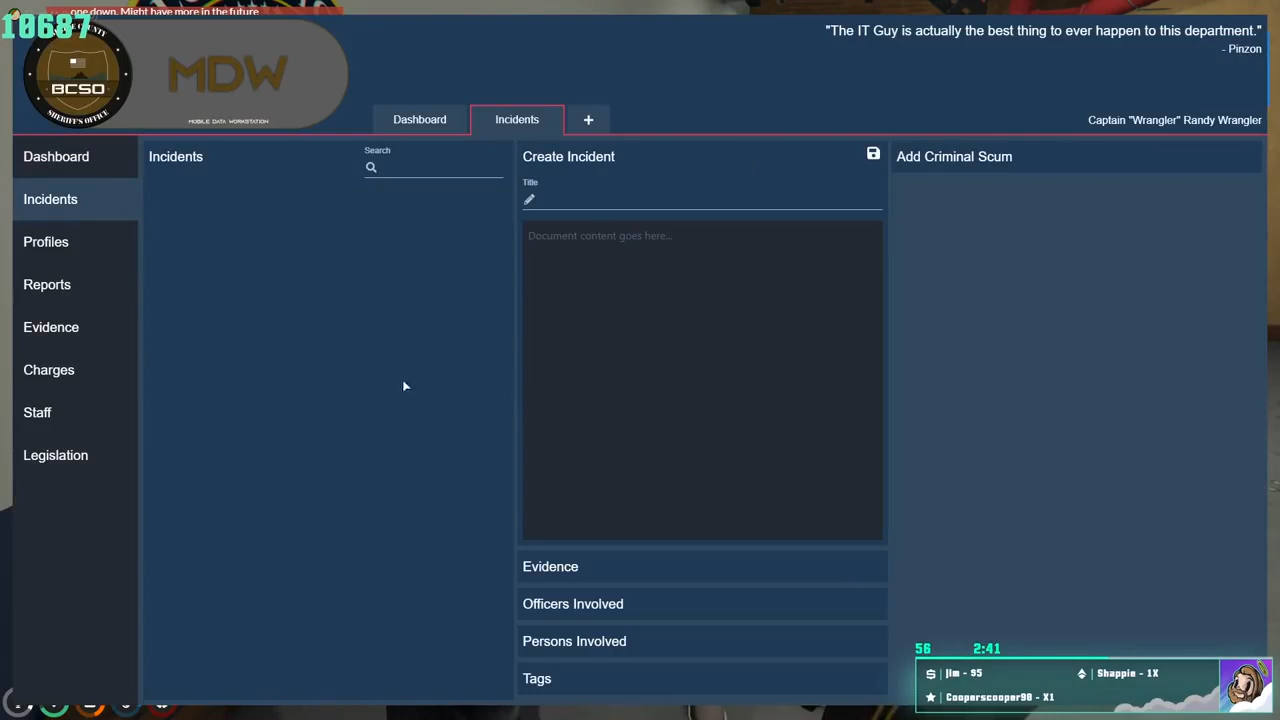 one down. Might have more in the future
10687
COUNTY
BCSO
SHERIFF'S OFFICE
MDW
MOBILE DATA WORKSTATION
"The IT Guy is actually the best thing to ever happen to this department."
- Pinzon
Dashboard
Incidents
+
Captain "Wrangler" Randy Wrangler
Dashboard
Incidents
Profiles
Reports
Evidence
Charges
Staff
Legislation
Incidents
Search
Create Incident
Title
Document content goes here...
Evidence
Officers Involved
Persons Involved
Tags
Add Criminal Scum
56 2:41
jim - 95
Shappie - 1X
Cooperscooper98 - X1